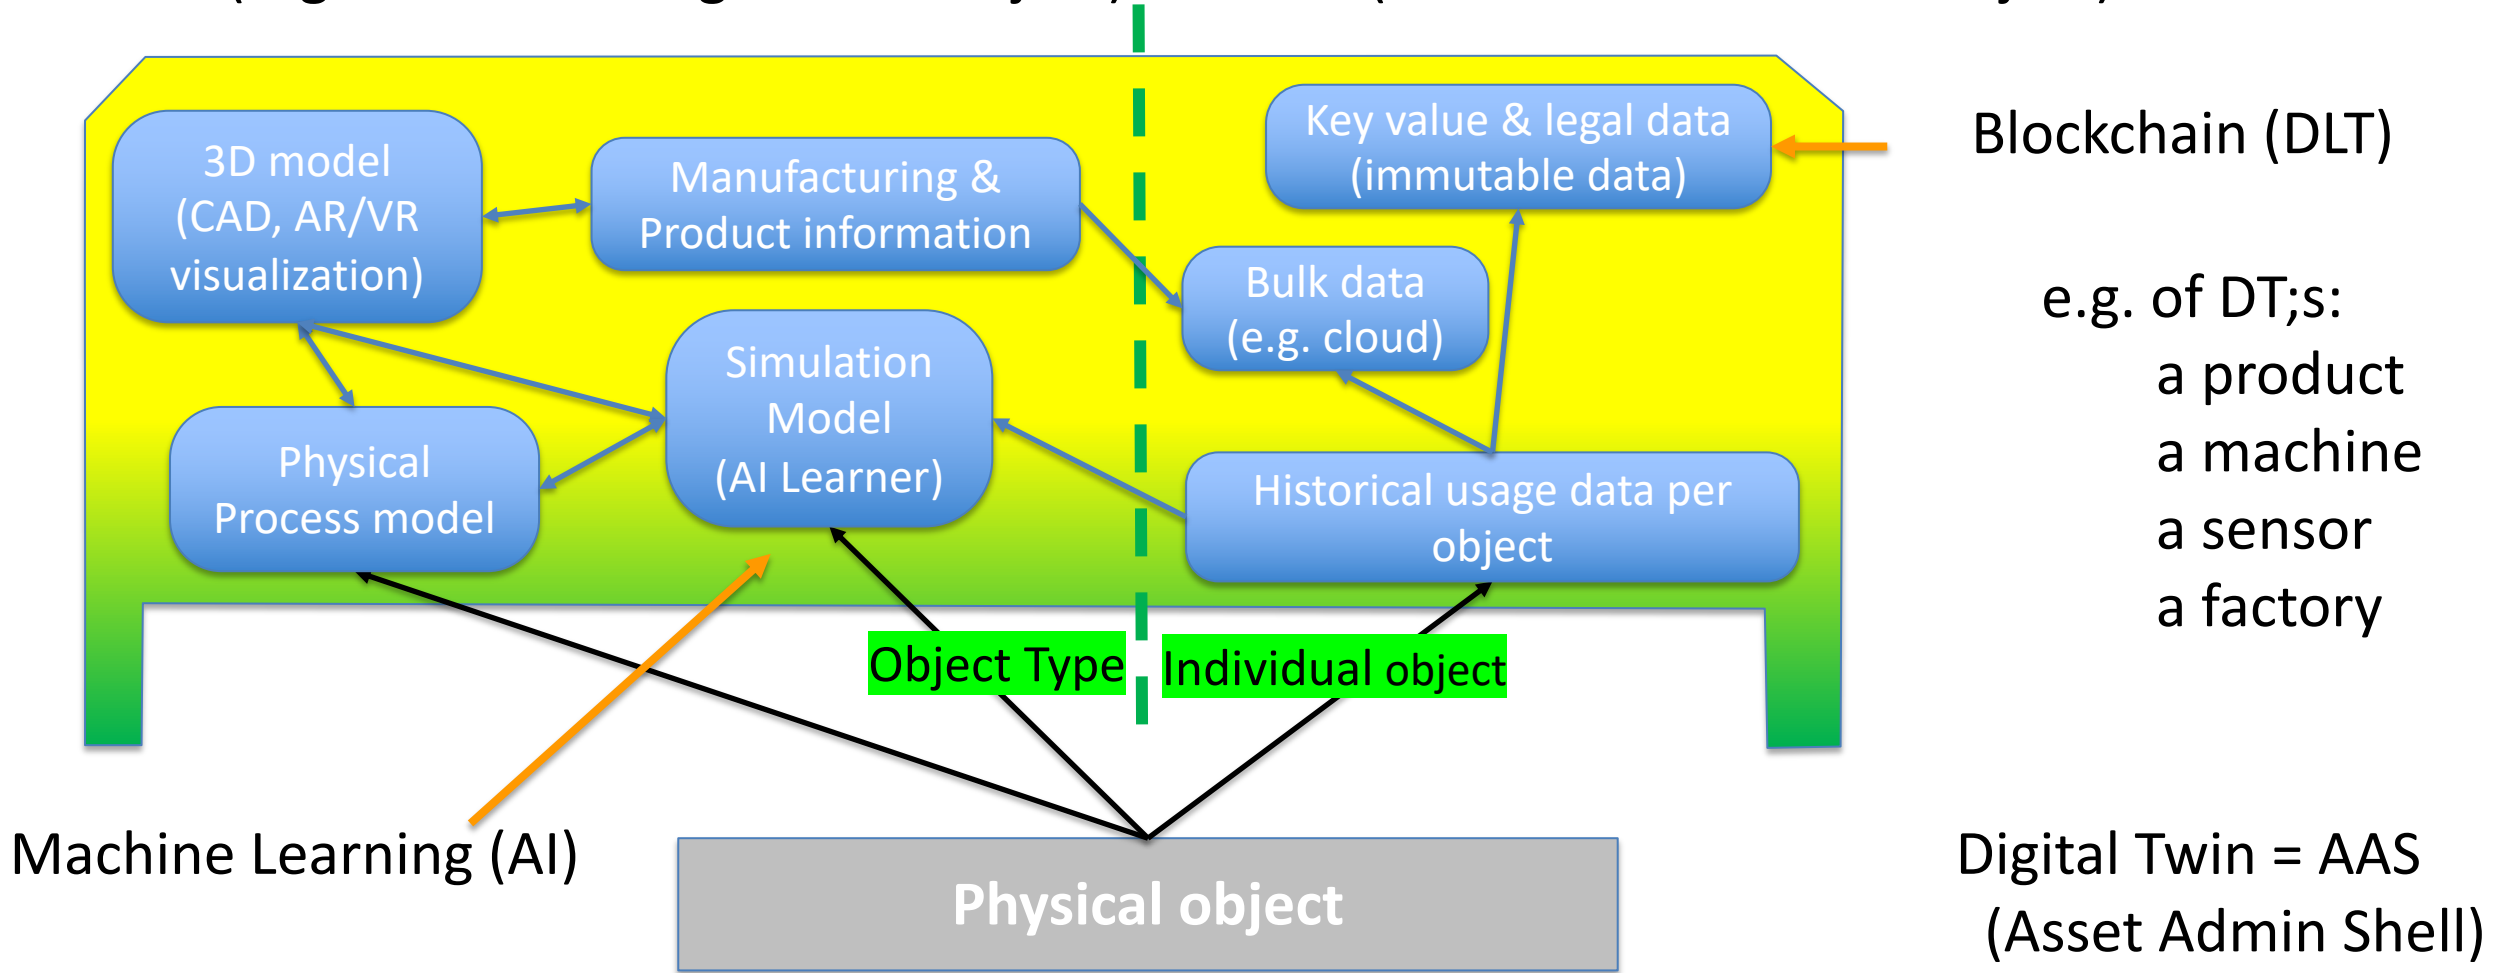 3D model
(CAD, AR/VR
visualization)
Manufacturing &
Product information
Key value & legal data
(immutable data)
Blockchain (DLT)
Bulk data
(e.g. cloud)
e.g. of DT;s:
a product
a machine
a sensor
a factory
Simulation
Model
(AI Learner)
Physical
Process model
Historical usage data per
object
Object Type
Individual object
Machine Learning (AI)
Physical object
Digital Twin = AAS
(Asset Admin Shell)